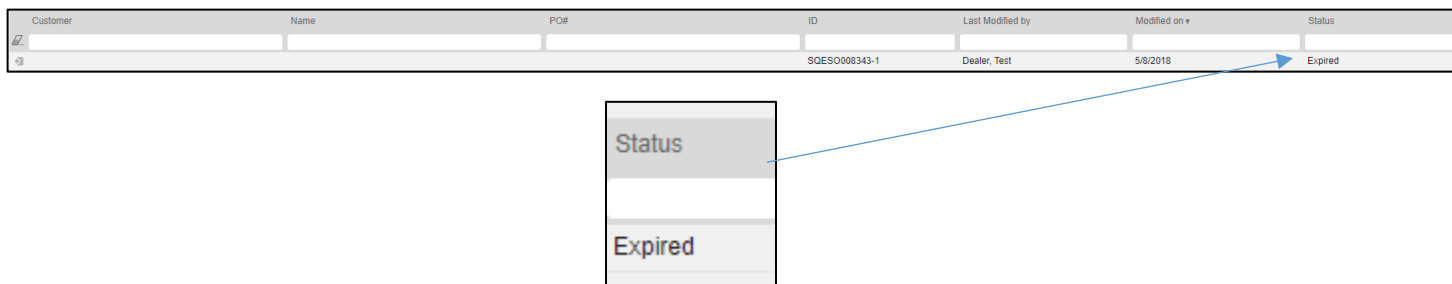 Customer Name PO# ID Last Modified by Modified on ▾ Status
SQESO008343-1 Dealer, Test 5/8/2018 Expired
Status
Expired